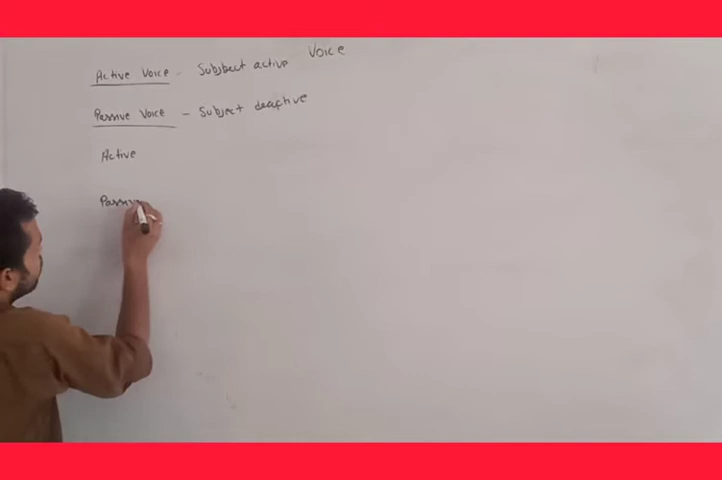 Voice
Active Voice - Subject active
Passive Voice - Subject deactive
Active
Passiv